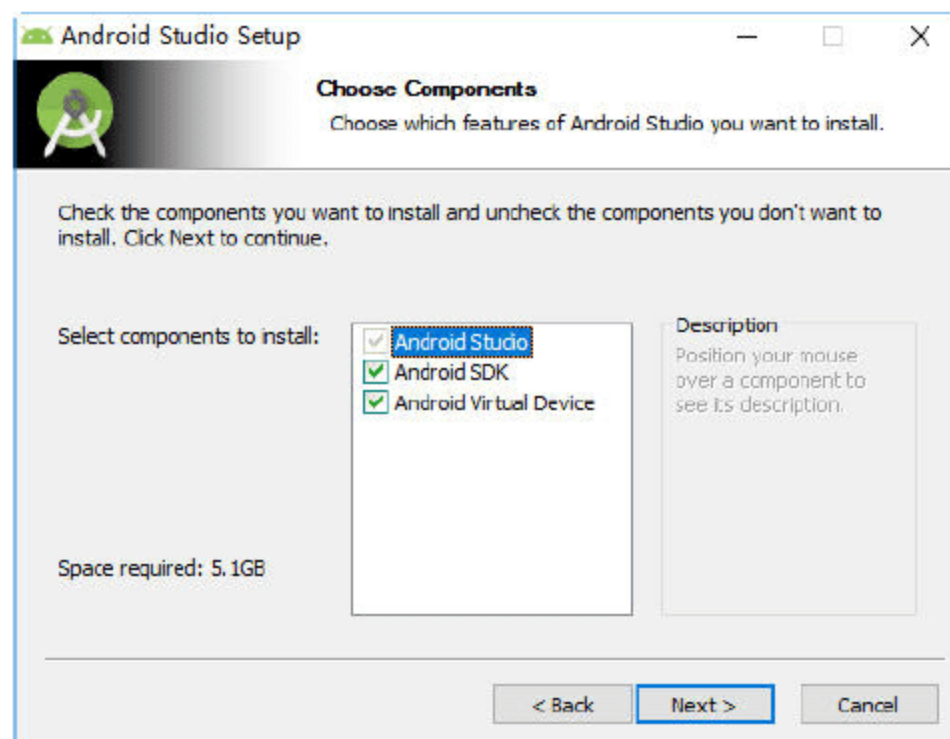 Android Studio Setup
Choose Components
Choose which features of Android Studio you want to install.
Check the components you want to install and uncheck the components you don't want to
install. Click Next to continue.
Select components to install:
Android Studio
Android SDK
Android Virtual Device
Description
Position your mouse
over a component to
see its description.
Space required: 5.1GB
< Back
Next >
Cancel